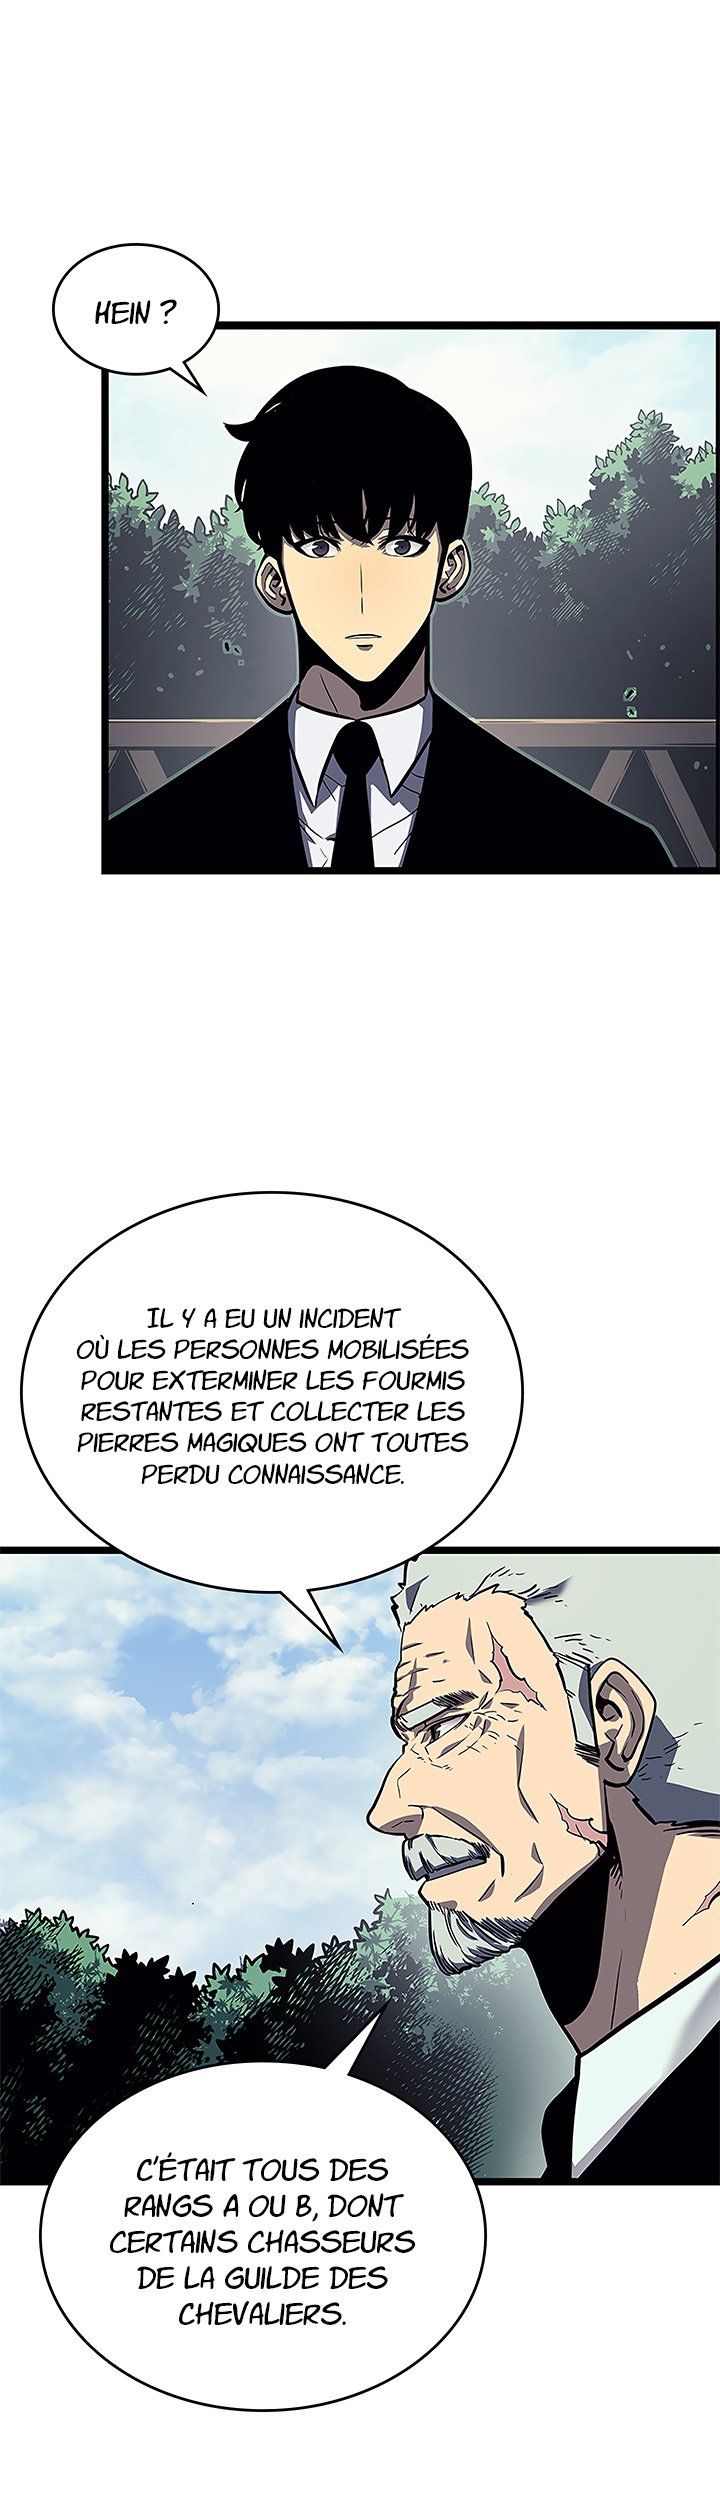 HEIN ?
IL Y A EU UN INCIDENT
OÙ LES PERSONNES MOBILISÉES
POUR EXTERMINER LES FOURMIS
RESTANTES ET COLLECTER LES
PIERRES MAGIQUES ONT TOUTES
PERDU CONNAISSANCE.
C'ÉTAIT TOUS DES
RANGS A OU B, DONT
CERTAINS CHASSEURS
DE LA GUILDE DES
CHEVALIERS.